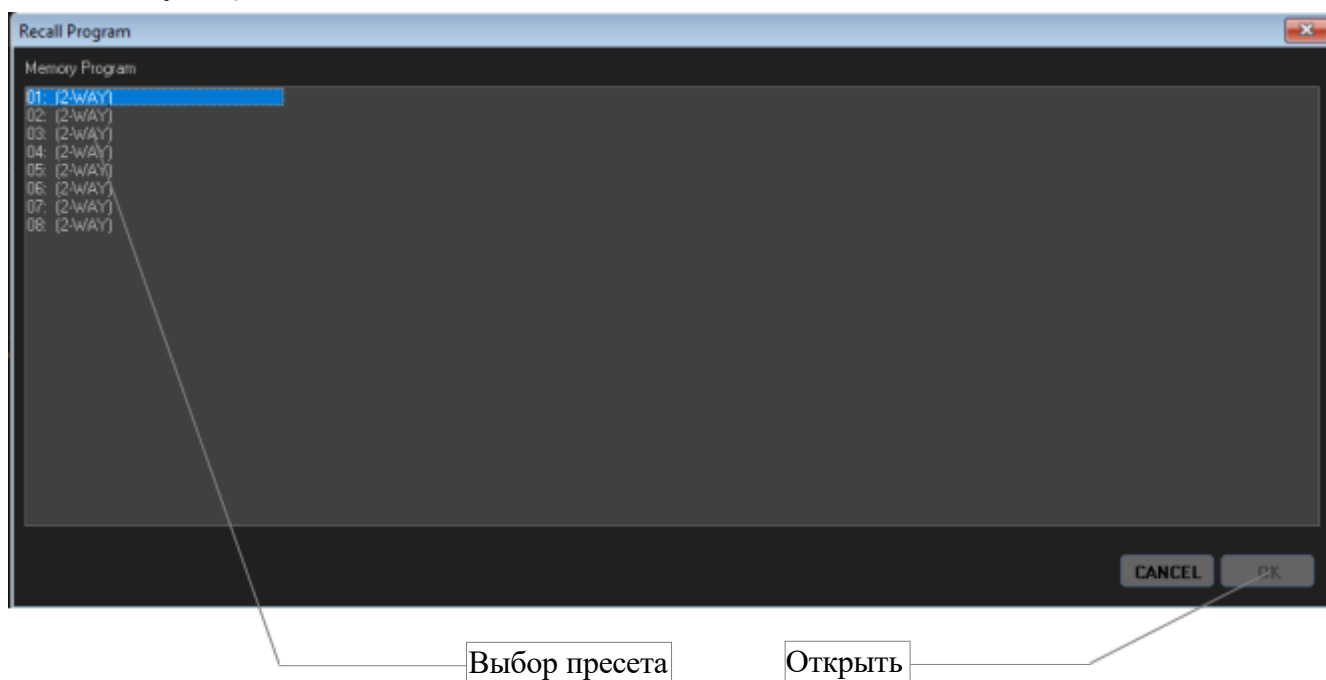 Recall Program
Memory Program
01: (2-WAY)
02: (2-WAY)
03: (2-WAY)
04: (2-WAY)
05: (2-WAY)
06: (2-WAY)
07: (2-WAY)
08: (2-WAY)
CANCEL OK
Выбор пресета Открыть